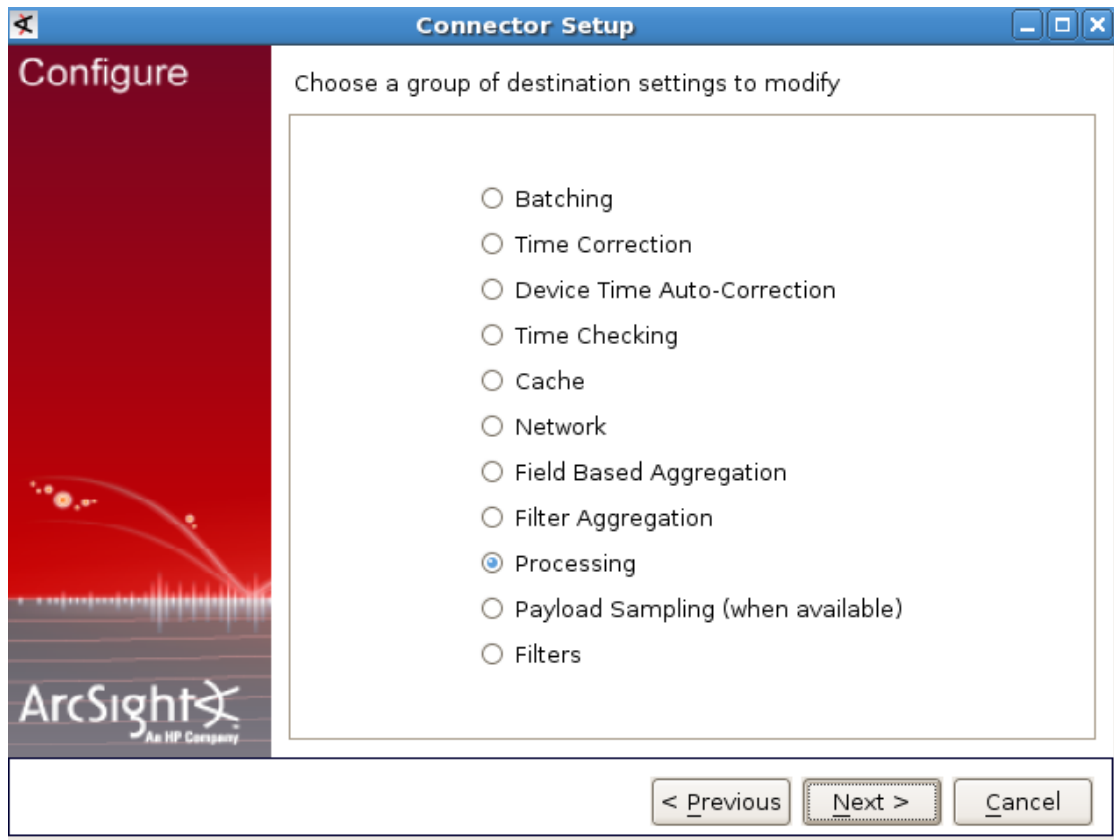 Connector Setup
Configure
Choose a group of destination settings to modify
Batching
Time Correction
Device Time Auto-Correction
Time Checking
Cache
Network
Field Based Aggregation
Filter Aggregation
Processing
Payload Sampling (when available)
Filters
ArcSight
An HP Company
< Previous
Next >
Cancel